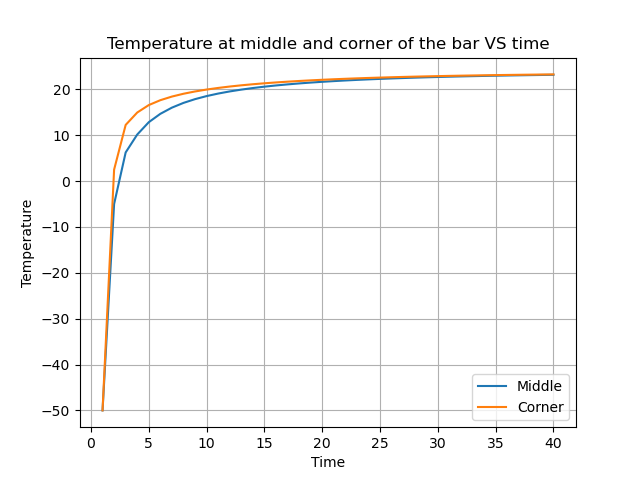 Temperature at middle and corner of the bar VS time
Temperature
20
10
0
−10
−20
−30
−40
−50
0 5 10 15 20 25 30 35 40
Time
Middle
Corner